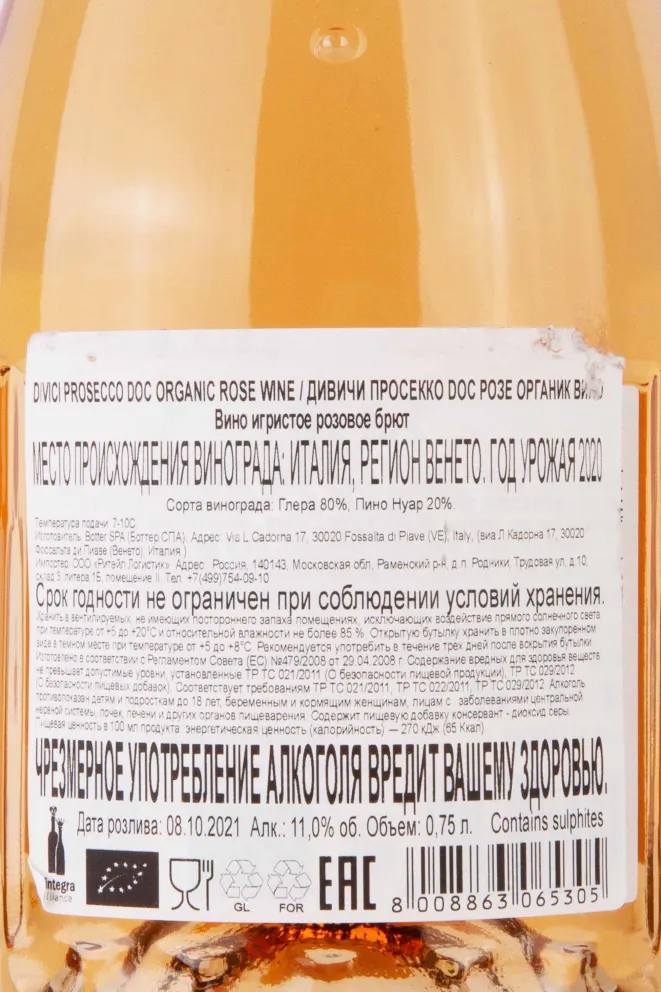 DIVICI PROSECCO DOC ORGANIC ROSE WINE / ДИВИЧИ ПРОСЕККО DOC РОЗЕ ОРГАНИК ВИНО
Вино игристое розовое брют
МЕСТО ПРОИСХОЖДЕНИЯ ВИНОГРАДА: ИТАЛИЯ, РЕГИОН ВЕНЕТО. ГОД УРОЖАЯ 2020
Сорта винограда: Глера 80%, Пино Нуар 20%.
Температура подачи: 7-10С
Изготовитель: Botter SPA (Боттер СПА). Адрес: Via L.Cadorna 17, 30020 Fossalta di Piave (VE), Italy, (виа Л Кадорна 17, 30020
Фоссальта ди Пиаве (Венето), Италия.)
Импортер: ООО «Ритейл Логистик». Адрес: Россия, 140143, Московская обл, Раменский р-н, д.п. Родники, Трудовая ул, д.10,
склад 3, литера 1Б, помещение II. Тел. +7(499)754-09-10
Срок годности не ограничен при соблюдении условий хранения.
Хранить в вентилируемых, не имеющих постороннего запаха помещениях, исключающих воздействие прямого солнечного света
при температуре от +5 до +20°С и относительной влажности не более 85 %. Открытую бутылку хранить в плотно закупоренном
виде в темном месте при температуре от +5 до +8°С. Рекомендуется употребить в течение трех дней после вскрытия бутылки.
Изготовлено в соответствии с Регламентом Совета (ЕС) №479/2008 от 29.04.2008 г. Содержание вредных для здоровья веществ
не превышает допустимые уровни, установленные ТР ТС 021/2011 (О безопасности пищевой продукции), ТР ТС 029/2012
(О безопасности пищевых добавок). Соответствует требованиям ТР ТС 021/2011, ТР ТС 022/2011, ТР ТС 029/2012. Алкоголь
противопоказан детям и подросткам до 18 лет, беременным и кормящим женщинам, лицам с заболеваниями центральной
нервной системы, почек, печени и других органов пищеварения. Содержит пищевую добавку консервант - диоксид серы.
Пищевая ценность в 100 мл продукта: энергетическая ценность (калорийность) — 270 кДж (65 Ккал)
ЧРЕЗМЕРНОЕ УПОТРЕБЛЕНИЕ АЛКОГОЛЯ ВРЕДИТ ВАШЕМУ ЗДОРОВЬЮ.
Дата розлива: 08.10.2021 Алк.: 11,0% об. Объем: 0,75 л. Contains sulphites
integra
alliance
GL
FOR
EAC
8 008863 065305